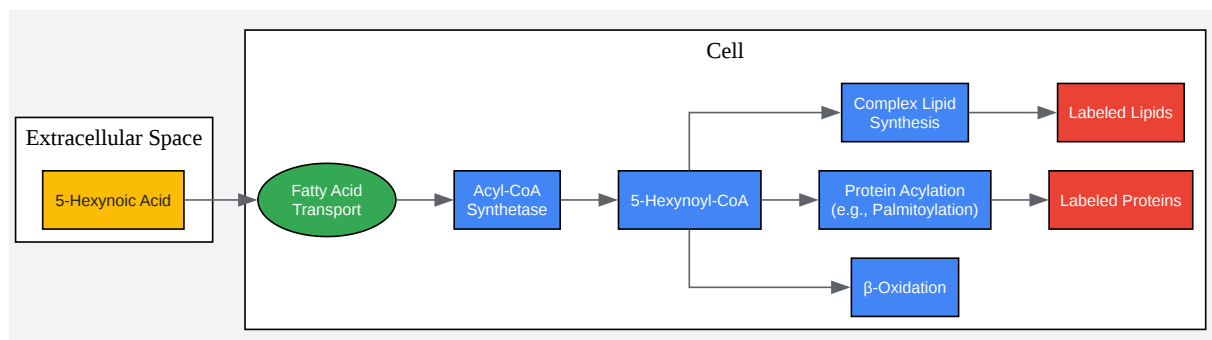 Cell
Extracellular Space
5-Hexynoic Acid
Fatty Acid
Transport
Acyl-CoA
Synthetase
5-Hexynoyl-CoA
Complex Lipid
Synthesis
Labeled Lipids
Protein Acylation
(e.g., Palmitoylation)
Labeled Proteins
β-Oxidation